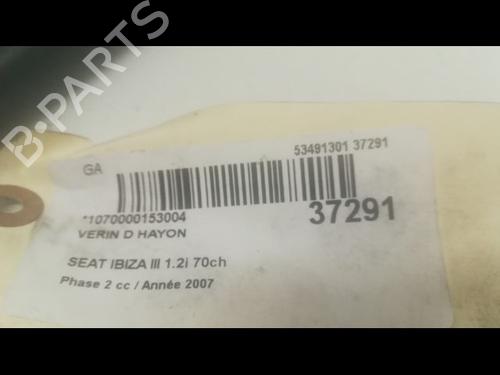 B-PARTS
GA
53491301 37291
*1070000153004
37291
VERIN D HAYON
SEAT IBIZA III 1.2i 70ch
Phase 2 cc / Année 2007